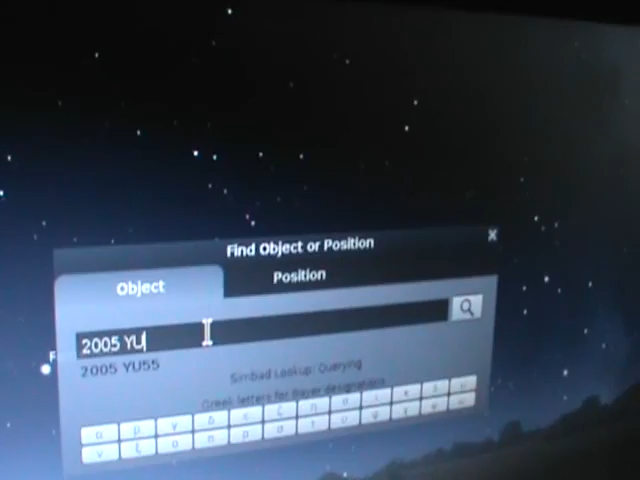 Find Object or Position
Object
Position
2005 YU
2005 YU55
Simbad Lookup: Querying
Greek letters for Bayer designations